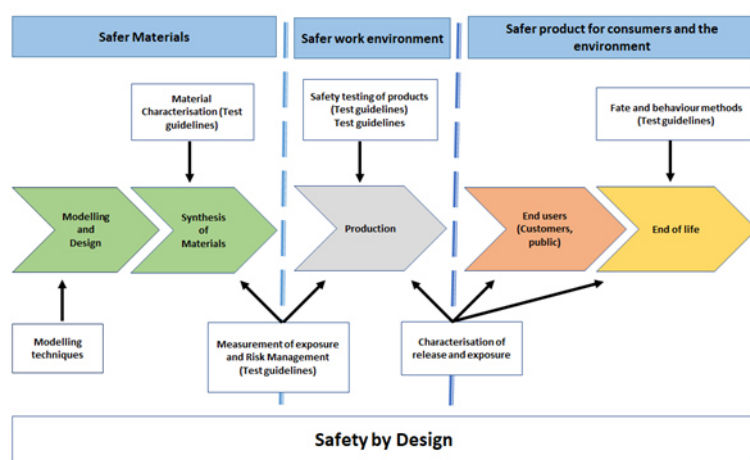 Safer Materials
Safer work environment
Safer product for consumers and the
environment
Material
Characterisation (Test
guidelines)
Safety testing of products
(Test guidelines)
Test guidelines
Fate and behaviour methods
(Test guidelines)
Modelling
and
Design
Synthesis
of
Materials
Production
End users
(Customers,
public)
End of life
Modelling
techniques
Measurement of exposure
and Risk Management
(Test guidelines)
Characterisation of
release and exposure
Safety by Design